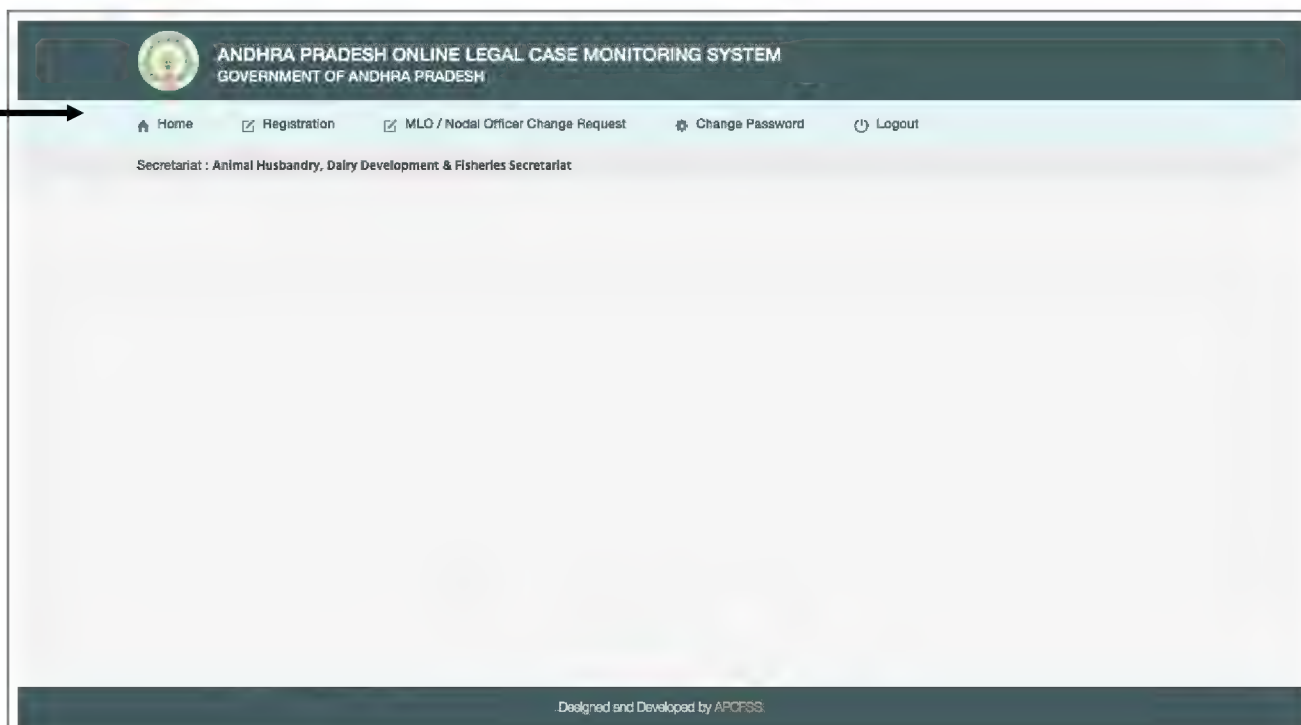 ANDHRA PRADESH ONLINE LEGAL CASE MONITORING SYSTEM
GOVERNMENT OF ANDHRA PRADESH
Home Registration MLO / Nodal Officer Change Request Change Password Logout
Secretariat : Animal Husbandry, Dairy Development & Fisheries Secretariat
Designed and Developed by APCFSS